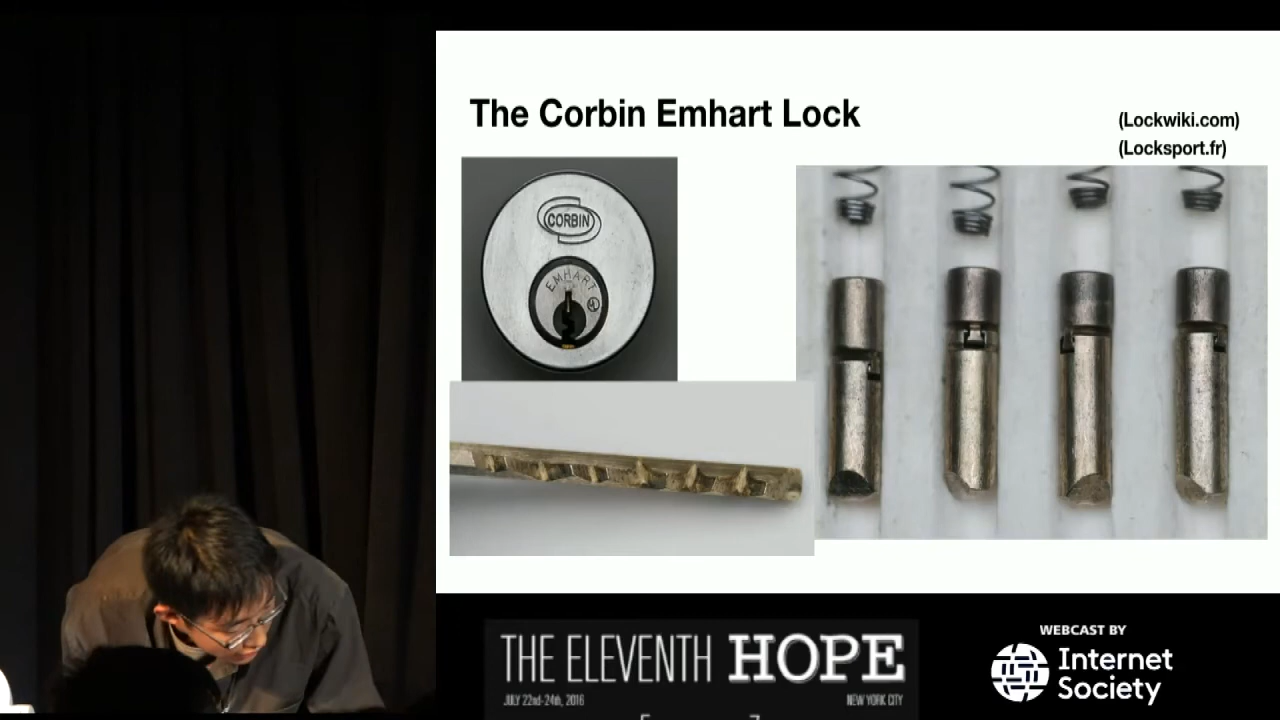 The Corbin Emhart Lock
(Lockwiki.com)
(Locksport.fr)
CORBIN
EMHART
UL
THE ELEVENTH HOPE
JULY 22nd-24th, 2016
NEW YORK CITY
WEBCAST BY
Internet
Society